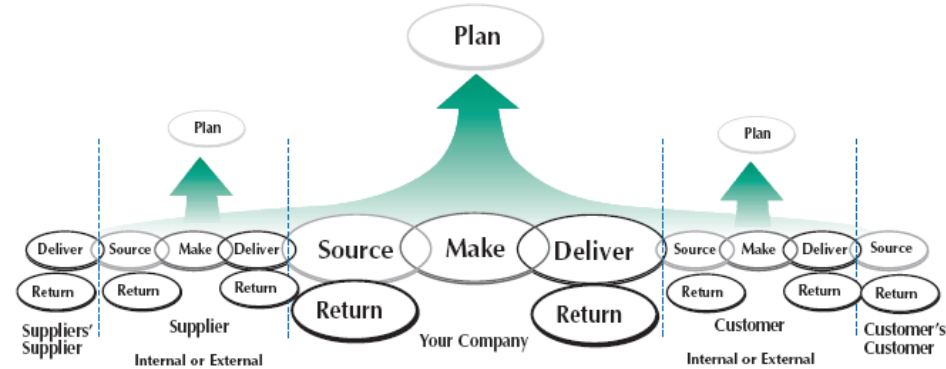 Plan
Plan
Plan
Deliver
Source
Make
Deliver
Source
Make
Deliver
Source
Make
Deliver
Source
Return
Return
Return
Return
Return
Return
Return
Return
Suppliers'
Supplier
Supplier
Internal or External
Your Company
Customer
Internal or External
Customer's
Customer